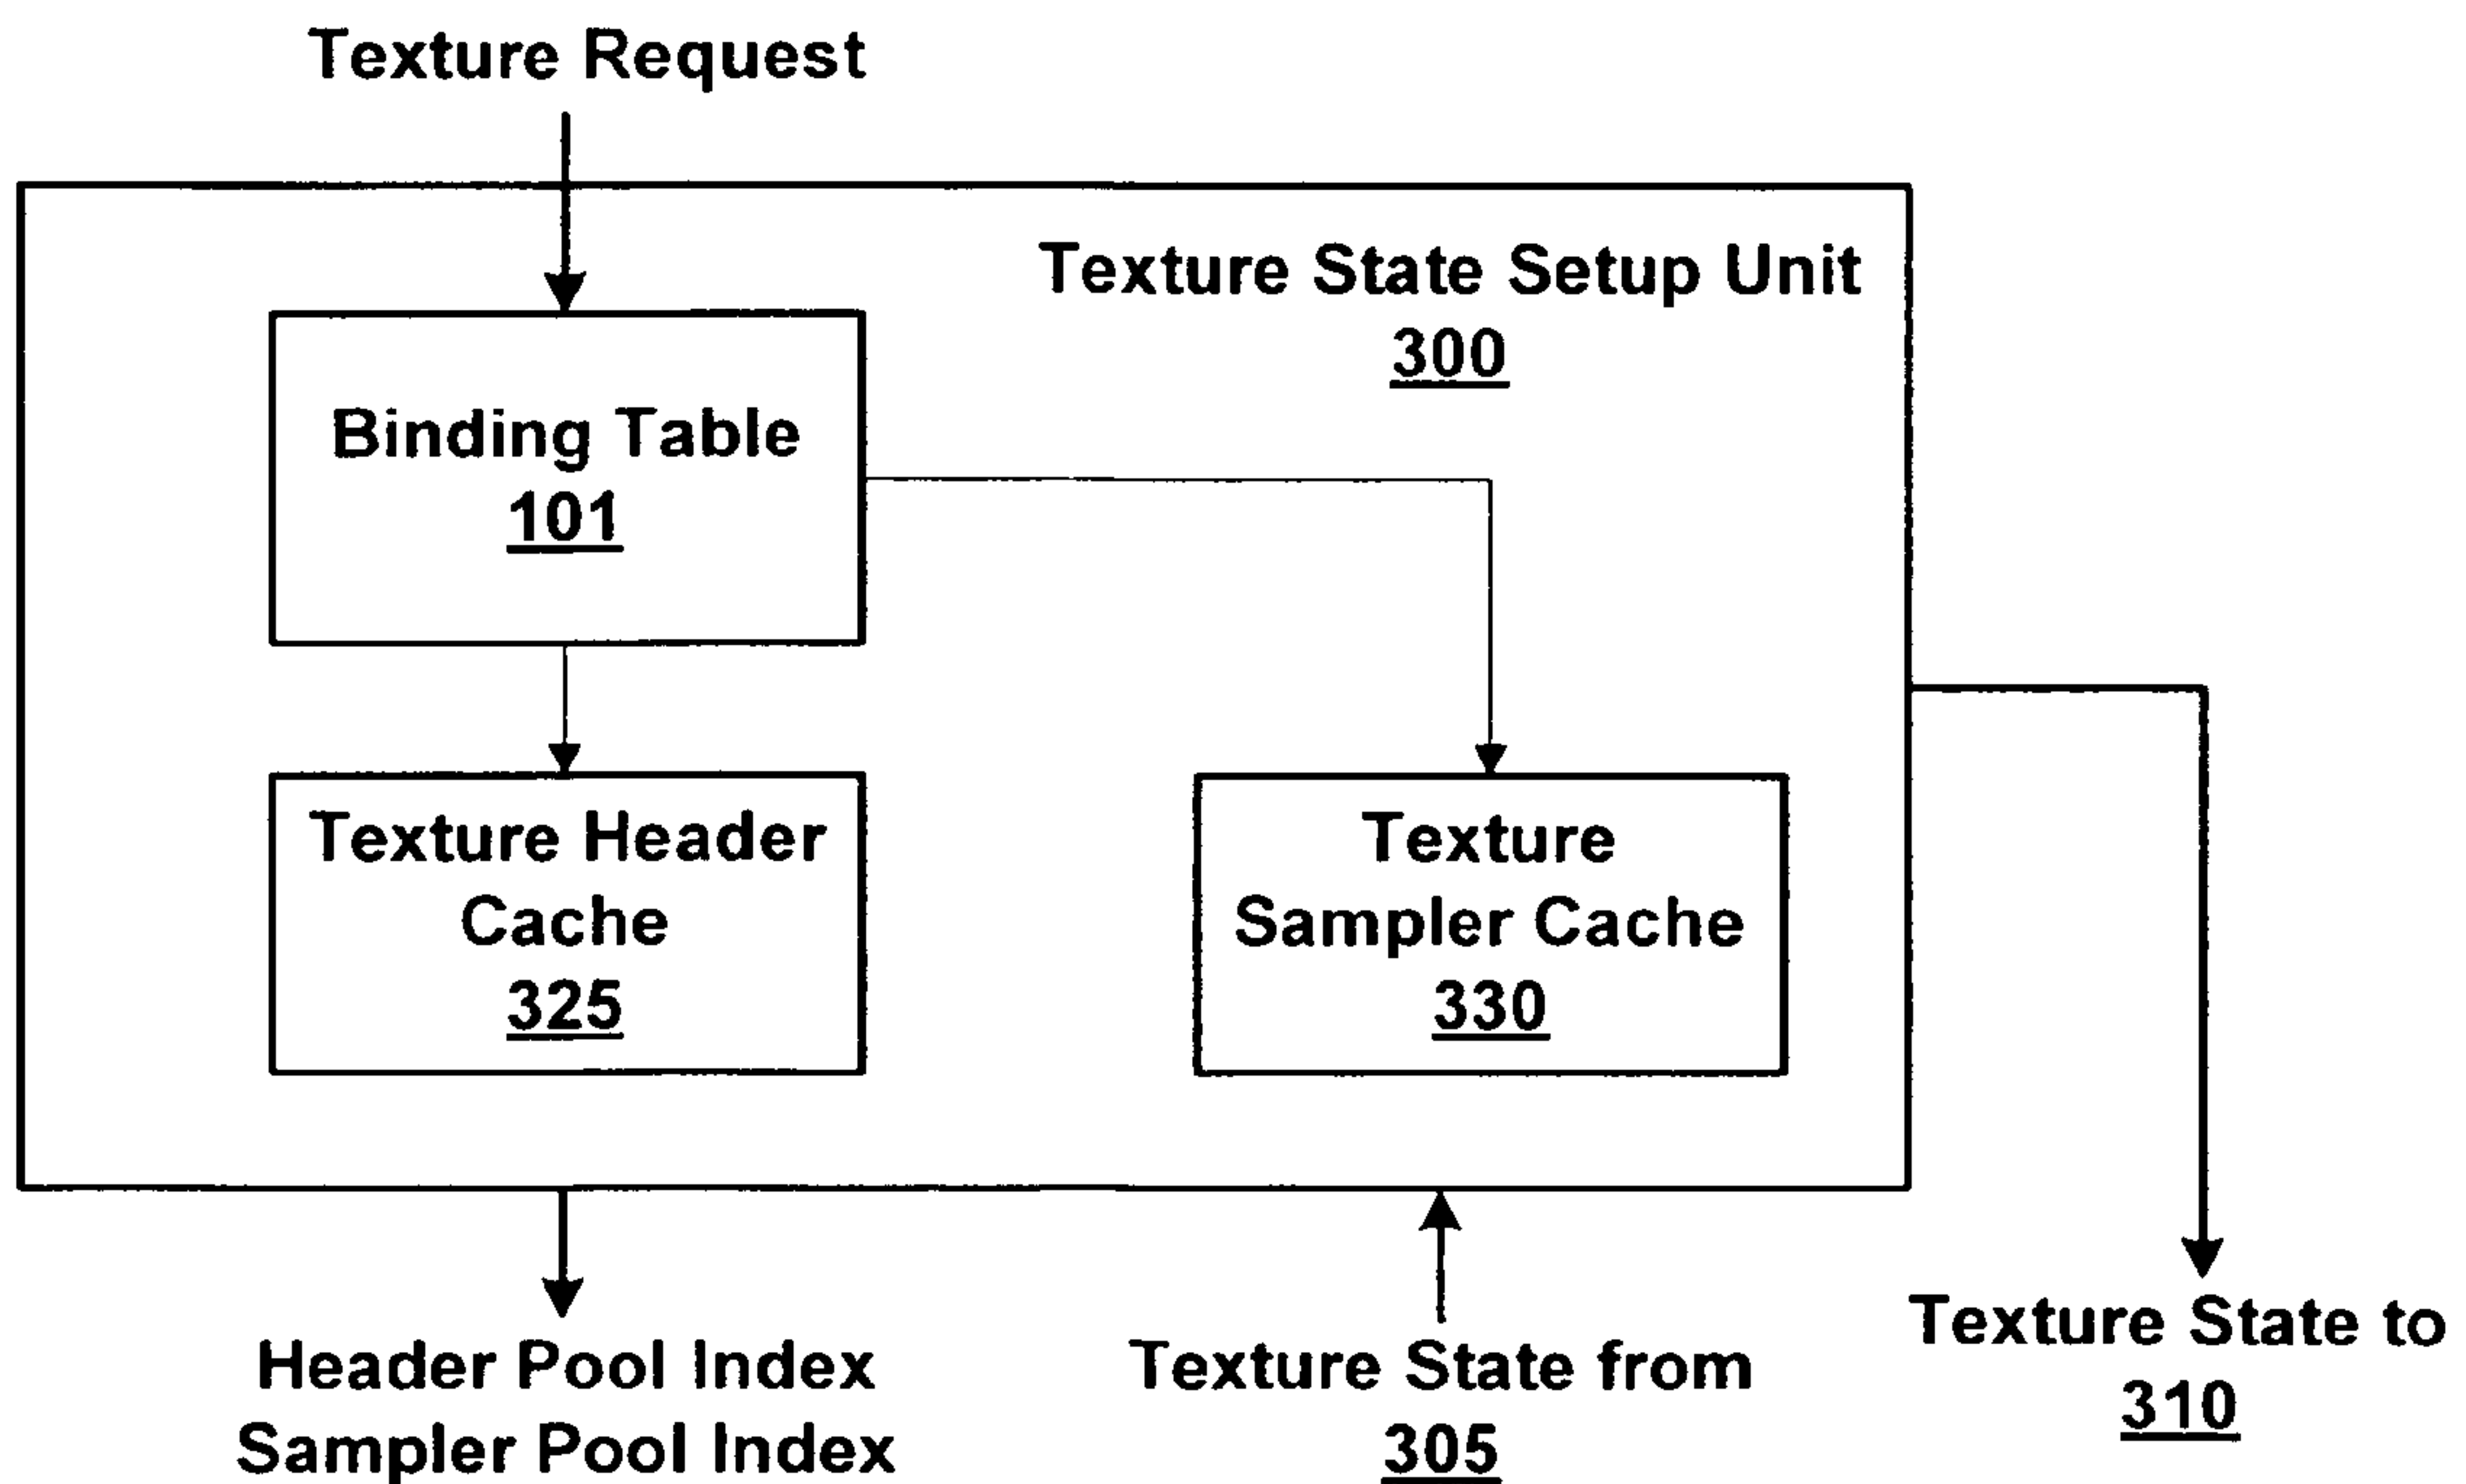 Texture Request
Texture State Setup Unit
300
Binding Table
101
Texture Header
Cache
325
Texture
Sampler Cache
330
Header Pool Index
Sampler Pool Index
Texture State from
305
Texture State to
310